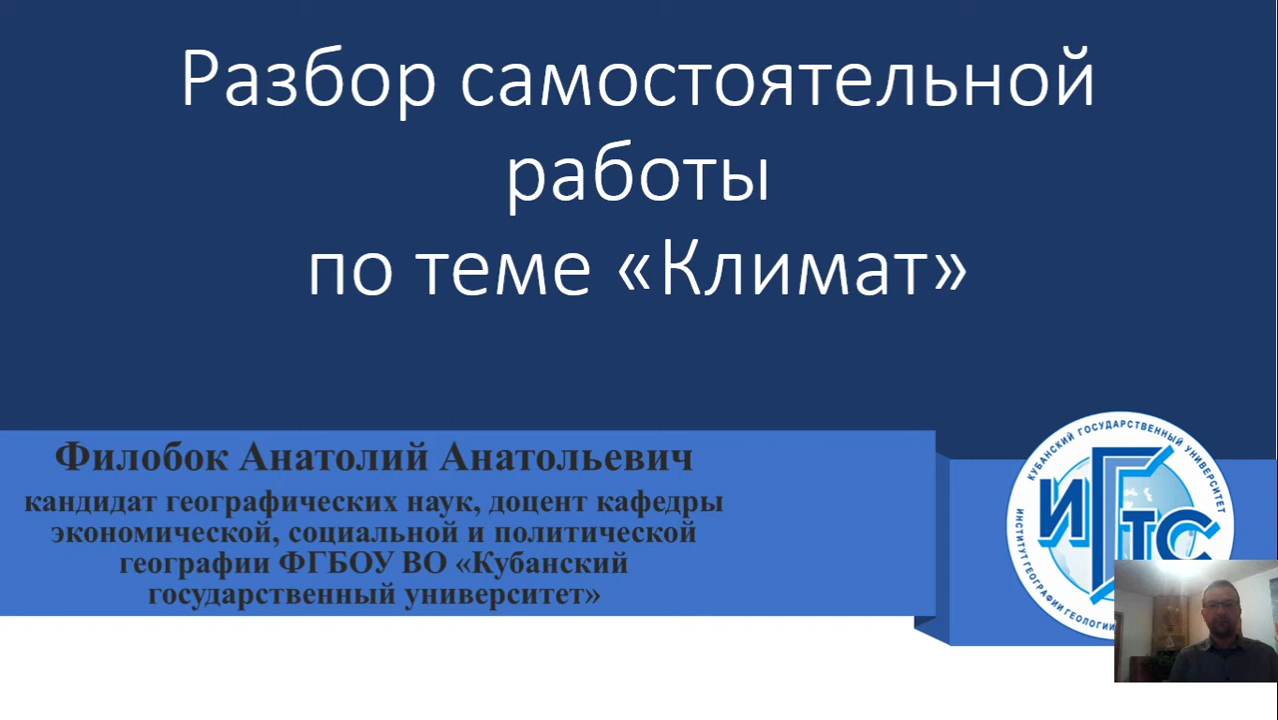 Разбор самостоятельной
работы
по теме «Климат»
Филобок Анатолий Анатольевич
кандидат географических наук, доцент кафедры
экономической, социальной и политической
географии ФГБОУ ВО «Кубанский
государственный университет»
КУБАНСКИЙ ГОСУДАРСТВЕННЫЙ УНИВЕРСИТЕТ
ИГГТС
ИНСТИТУТ ГЕОГРАФИИ ГЕОЛОГИИ